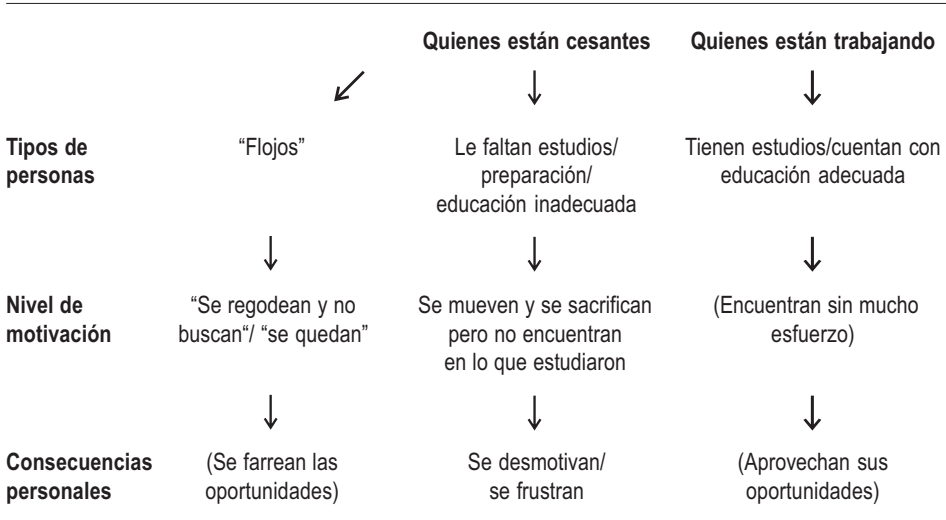 Quienes están cesantes Quienes están trabajando
Tipos de “Flojos” Le faltan estudios/ Tienen estudios/cuentan con
personas preparación/ educación adecuada
educación inadecuada
Nivel de “Se regodean y no Se mueven y se sacrifican (Encuentran sin mucho
motivación buscan“/ “se quedan” pero no encuentran esfuerzo)
en lo que estudiaron
Consecuencias (Se farrean las Se desmotivan/ (Aprovechan sus
personales oportunidades) se frustran oportunidades)